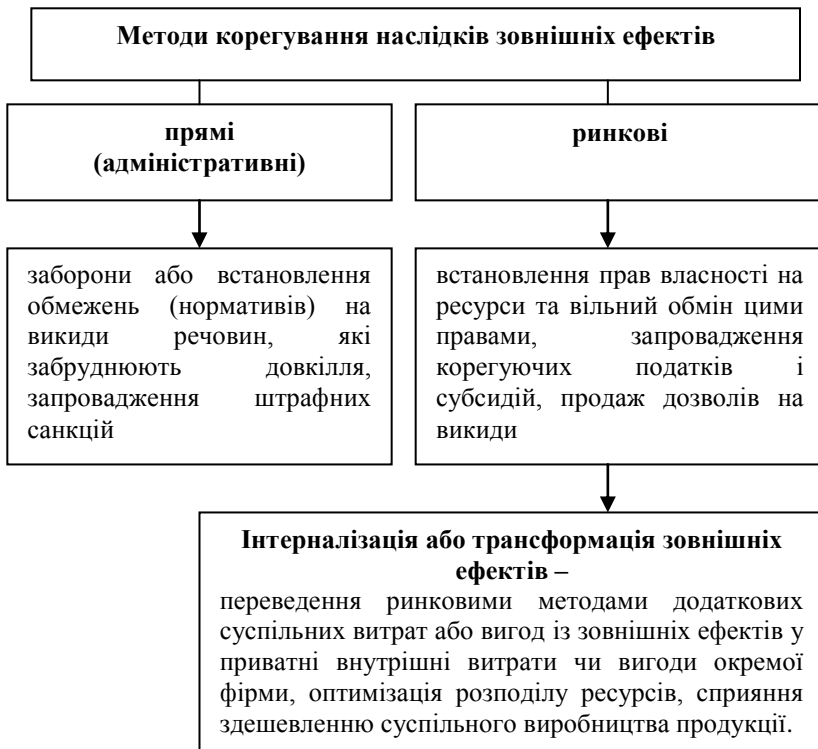 Методи корегування наслідків зовнішніх ефектів
прямі
(адміністративні)
ринкові
заборони або встановлення
обмежень (нормативів) на
викиди речовин, які
забруднюють довкілля,
запровадження штрафних
санкцій
встановлення прав власності на
ресурси та вільний обмін цими
правами, запровадження
корегуючих податків і
субсидій, продаж дозволів на
викиди
Інтерналізація або трансформація зовнішніх
ефектів –
переведення ринковими методами додаткових
суспільних витрат або вигод із зовнішніх ефектів у
приватні внутрішні витрати чи вигоди окремої
фірми, оптимізація розподілу ресурсів, сприяння
здешевленню суспільного виробництва продукції.